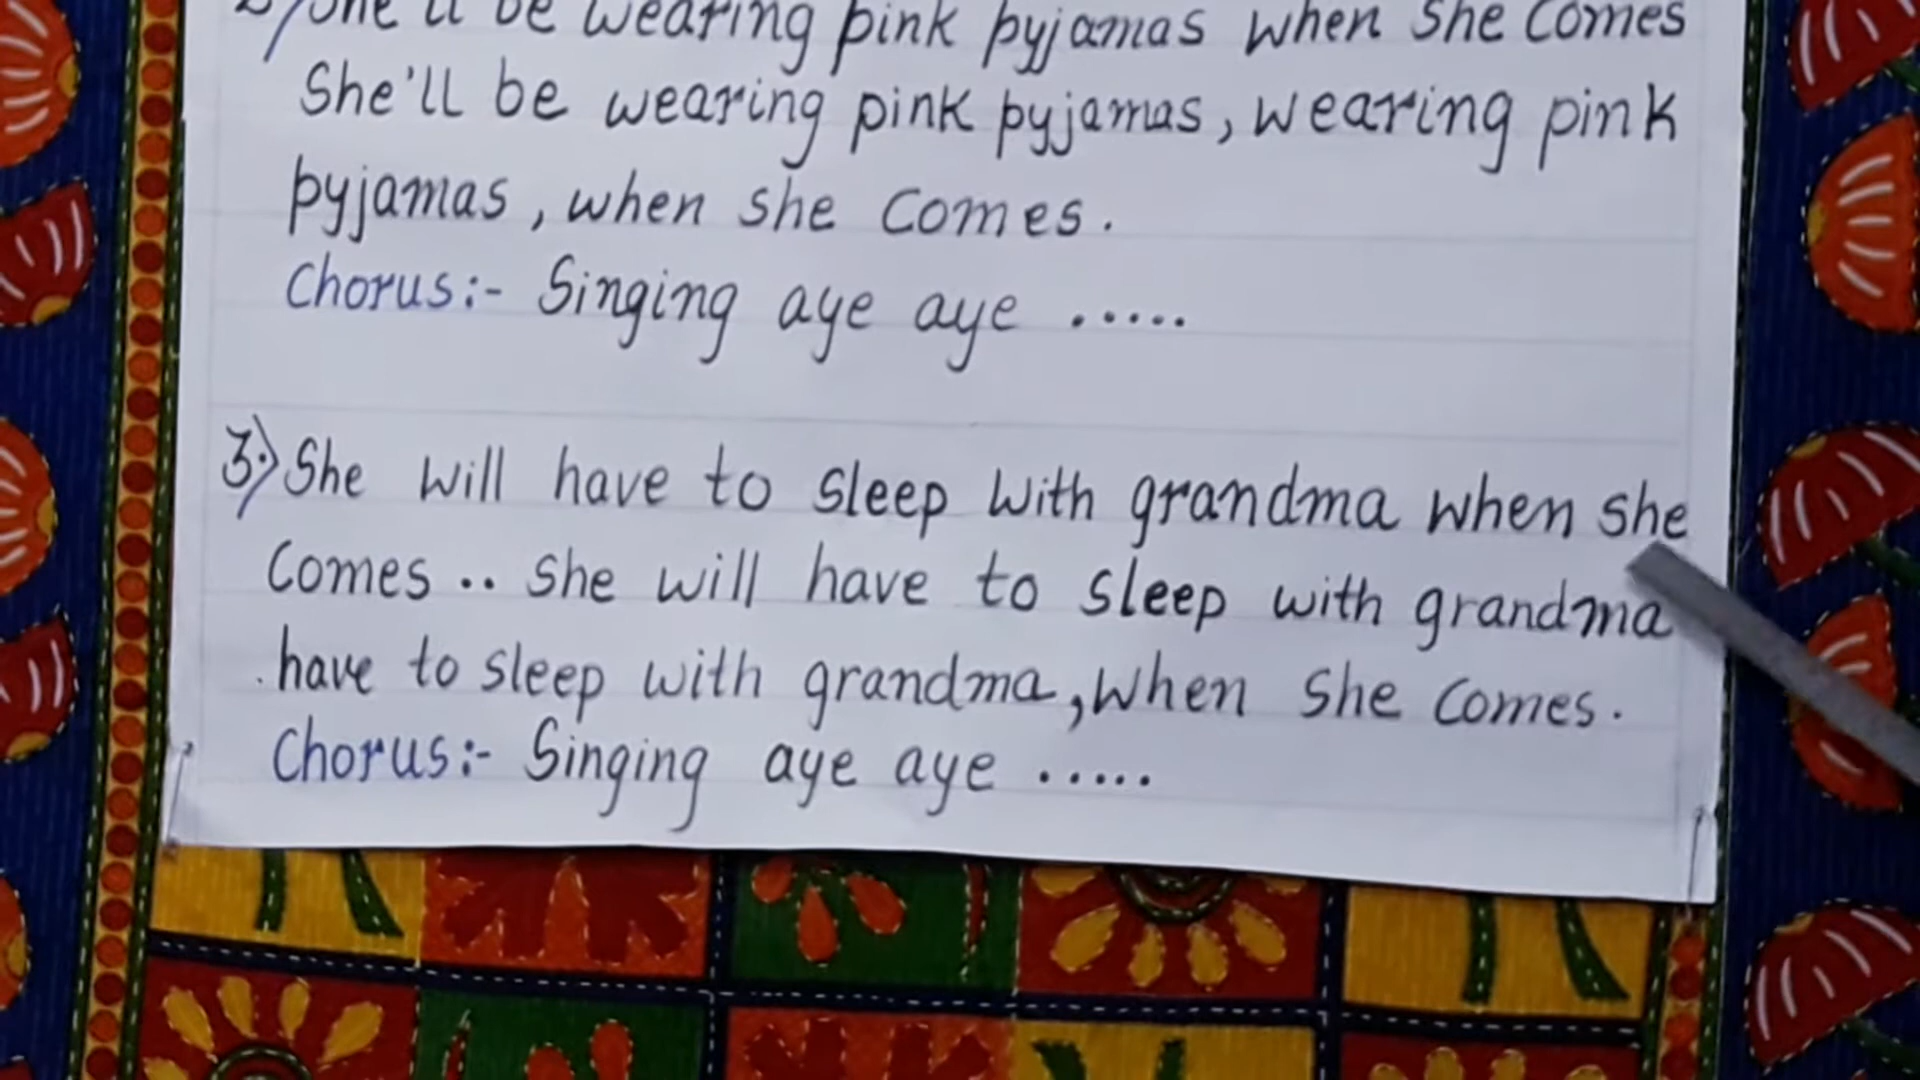 2) She'll be wearing pink pyjamas when She Comes
She'll be wearing pink pyjamas, wearing pink
pyjamas, when she Comes.
Chorus:- Singing aye aye .....
3.) She will have to sleep with grandma when she
Comes .. she will have to sleep with grandma
have to sleep with grandma, when she comes.
Chorus:- Singing aye aye .....